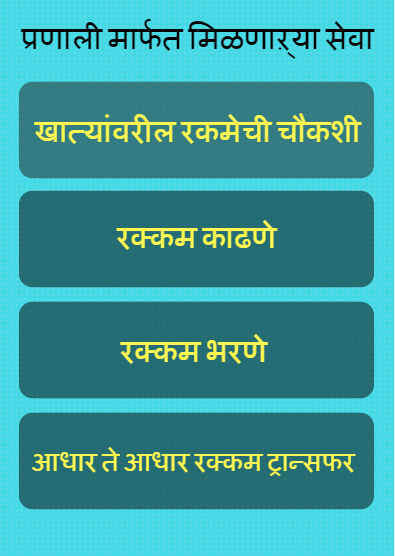 प्रणाली मार्फत मिळणाऱ्या सेवा
खात्यांवरील रकमेची चौकशी
रक्कम काढणे
रक्कम भरणे
आधार ते आधार रक्कम ट्रान्सफर